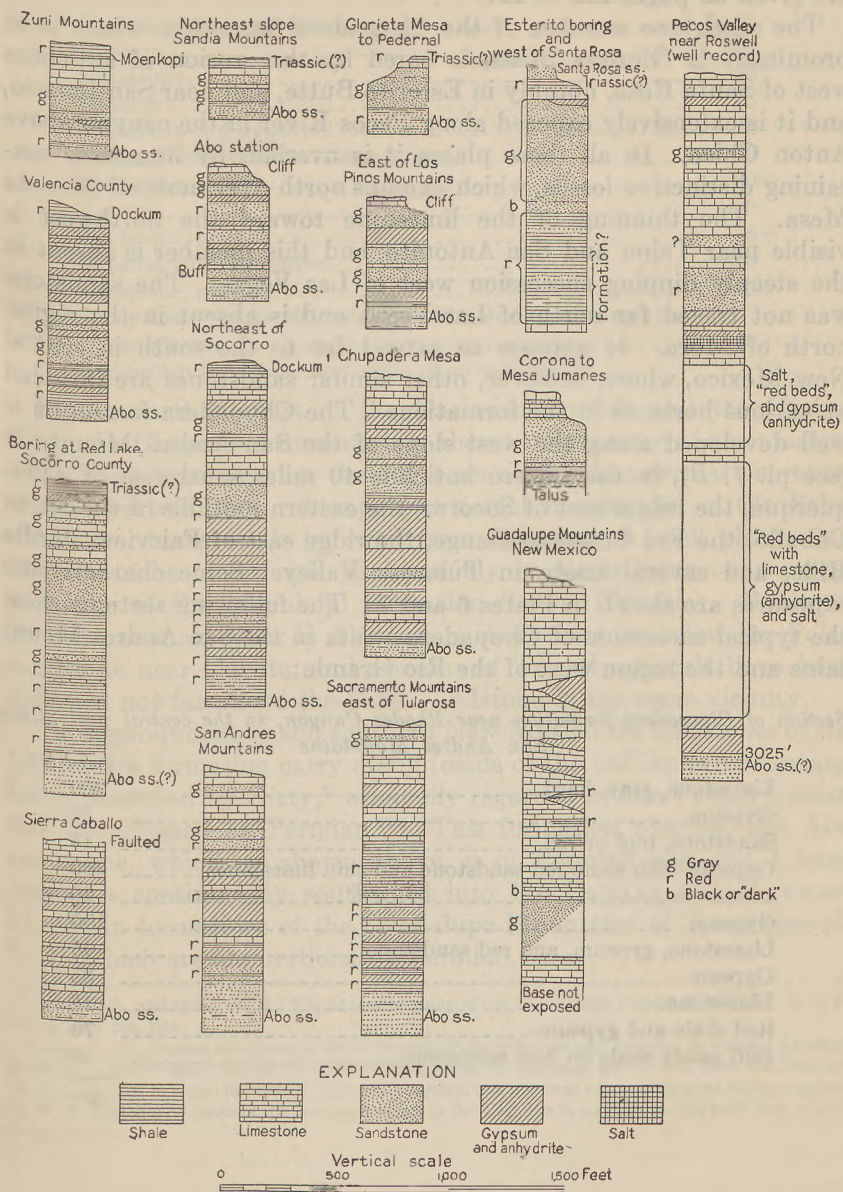 Zuni Mountains
r
Moenkopi
g
r
r
Abo ss.
Northeast slope
Sandia Mountains
Triassic(?)
g
r
g
r
Abo ss.
Glorieta Mesa
to Pedernal
r
Triassic(?)
g
r
Abo ss.
Esterito boring
and
west of Santa Rosa
Santa Rosa ss.
r
Triassic(?)
g
b
r
Formation?
Pecos Valley
near Roswell
(well record)
g
?
r
Salt,
"red beds",
and gypsum
(anhydrite)
"Red beds"
with
limestone,
gypsum
(anhydrite),
and salt
3025'
Abo ss.(?)
Valencia County
r
Dockum
g
g
g
r
r
Abo ss.
Abo station
Cliff
g
g
g
r
r
Buff
Abo ss.
East of Los
Pinos Mountains
Cliff
g
g
g
r
r
Abo ss.
Northeast of
Socorro
Dockum
g
r
g
r
r
r
r
r
r
r
r
r
Abo ss.
Chupadera Mesa
g
g
r
r
Abo ss.
Corona to
Mesa Jumanes
g
r
g
Talus
Boring at Red Lake
Socorro County
r
g
Triassic(?)
r
g
g
g
r
g
r
r
r
r
Abo ss.(?)
Guadalupe Mountains
New Mexico
r
r
b
g
Base not
exposed
San Andres
Mountains
g
g
r
r
r
r
r
r
Abo ss.
Sacramento Mountains
east of Tularosa
g
r
r
r
r
r
r
r
Abo ss.
Sierra Caballo
Faulted
Abo ss.
g Gray
r Red
b Black or "dark"
EXPLANATION
Shale
Limestone
Sandstone
Gypsum
and anhydrite
Salt
Vertical scale
0 500 1,000 1,500 Feet